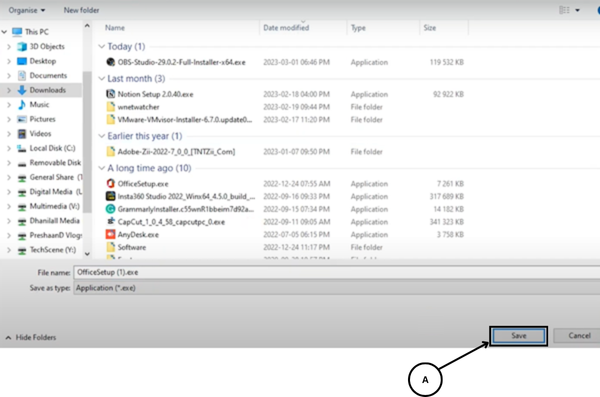 Organise New folder
This PC
3D Objects
Desktop
Documents
Downloads
Music
Pictures
Videos
Local Disk (C:)
Removable Disk
General Share (T
Digital Media (L
Multimedia (V:)
Dhanilall Media
PreshaanD Vlog
TechScene (Y:)
Name Date modified Type Size
Today (1)
OBS-Studio-29.0.2-Full-Installer-x64.exe 2023-03-01 06:46 PM Application 119 532 KB
Last month (3)
Notion Setup 2.0.40.exe 2023-02-18 04:00 PM Application 92 922 KB
wnetwatcher 2023-02-19 09:44 PM File folder
VMware-VMvisor-Installer-6.7.0.update0... 2023-02-17 11:20 PM File folder
Earlier this year (1)
Adobe-Zii-2022-7_0_0_[TNTZii_Com] 2023-01-07 09:50 PM File folder
A long time ago (10)
OfficeSetup.exe 2022-12-24 07:55 AM Application 7 261 KB
Insta360 Studio 2022_Winx64_4.5.0_build_... 2022-09-16 09:33 PM Application 317 689 KB
GrammarlyInstaller.c55wnR1bbeim7d92a... 2022-09-15 07:34 PM Application 14 182 KB
CapCut_1_0_4_58_capcutpc_0.exe 2022-09-11 09:05 AM Application 341 323 KB
AnyDesk.exe 2022-07-05 06:15 PM Application 3 758 KB
Software 2022-12-24 11:17 PM File folder
File name: OfficeSetup (1).exe
Save as type: Application (*.exe)
Hide Folders
Save Cancel
A